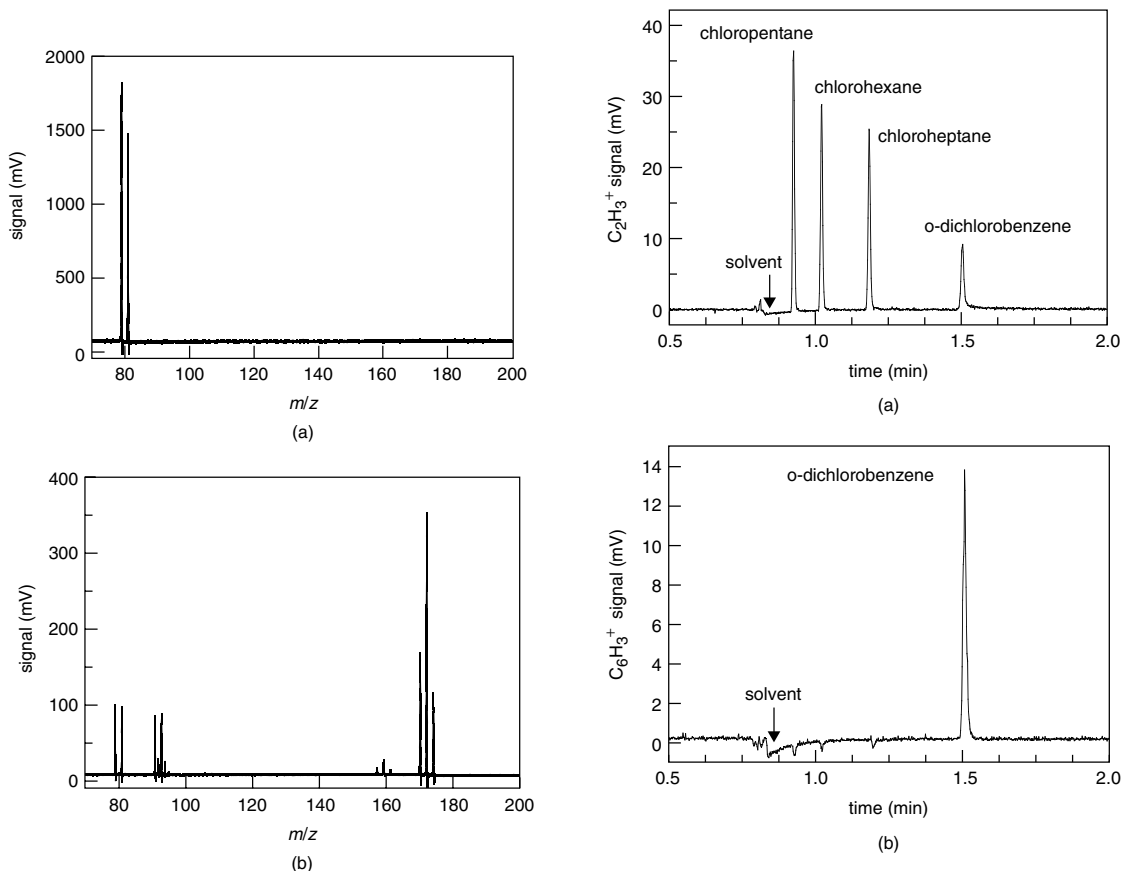 2000
1500
1000
500
0
signal (mV)
80 100 120 140 160 180 200
m/z
(a)
400
300
200
100
0
signal (mV)
80 100 120 140 160 180 200
m/z
(b)
40
30
20
10
0
C₂H₃⁺ signal (mV)
chloropentane
chlorohexane
chloroheptane
o-dichlorobenzene
solvent
0.5 1.0 1.5 2.0
time (min)
(a)
14
12
10
8
6
4
2
0
C₆H₃⁺ signal (mV)
o-dichlorobenzene
solvent
0.5 1.0 1.5 2.0
time (min)
(b)